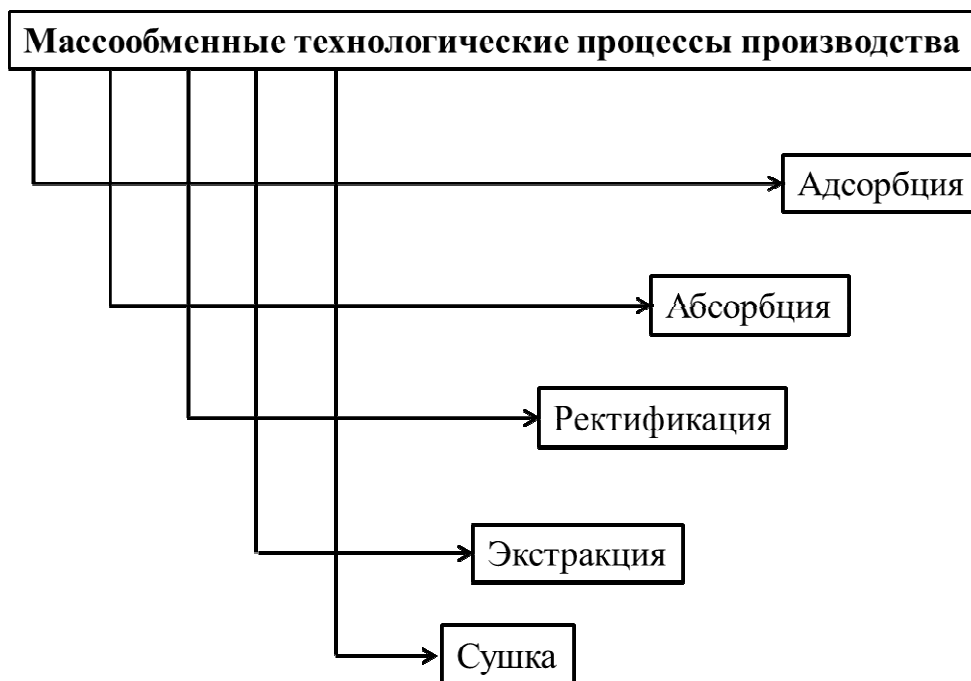 Массообменные технологические процессы производства
Адсорбция
Абсорбция
Ректификация
Экстракция
Сушка